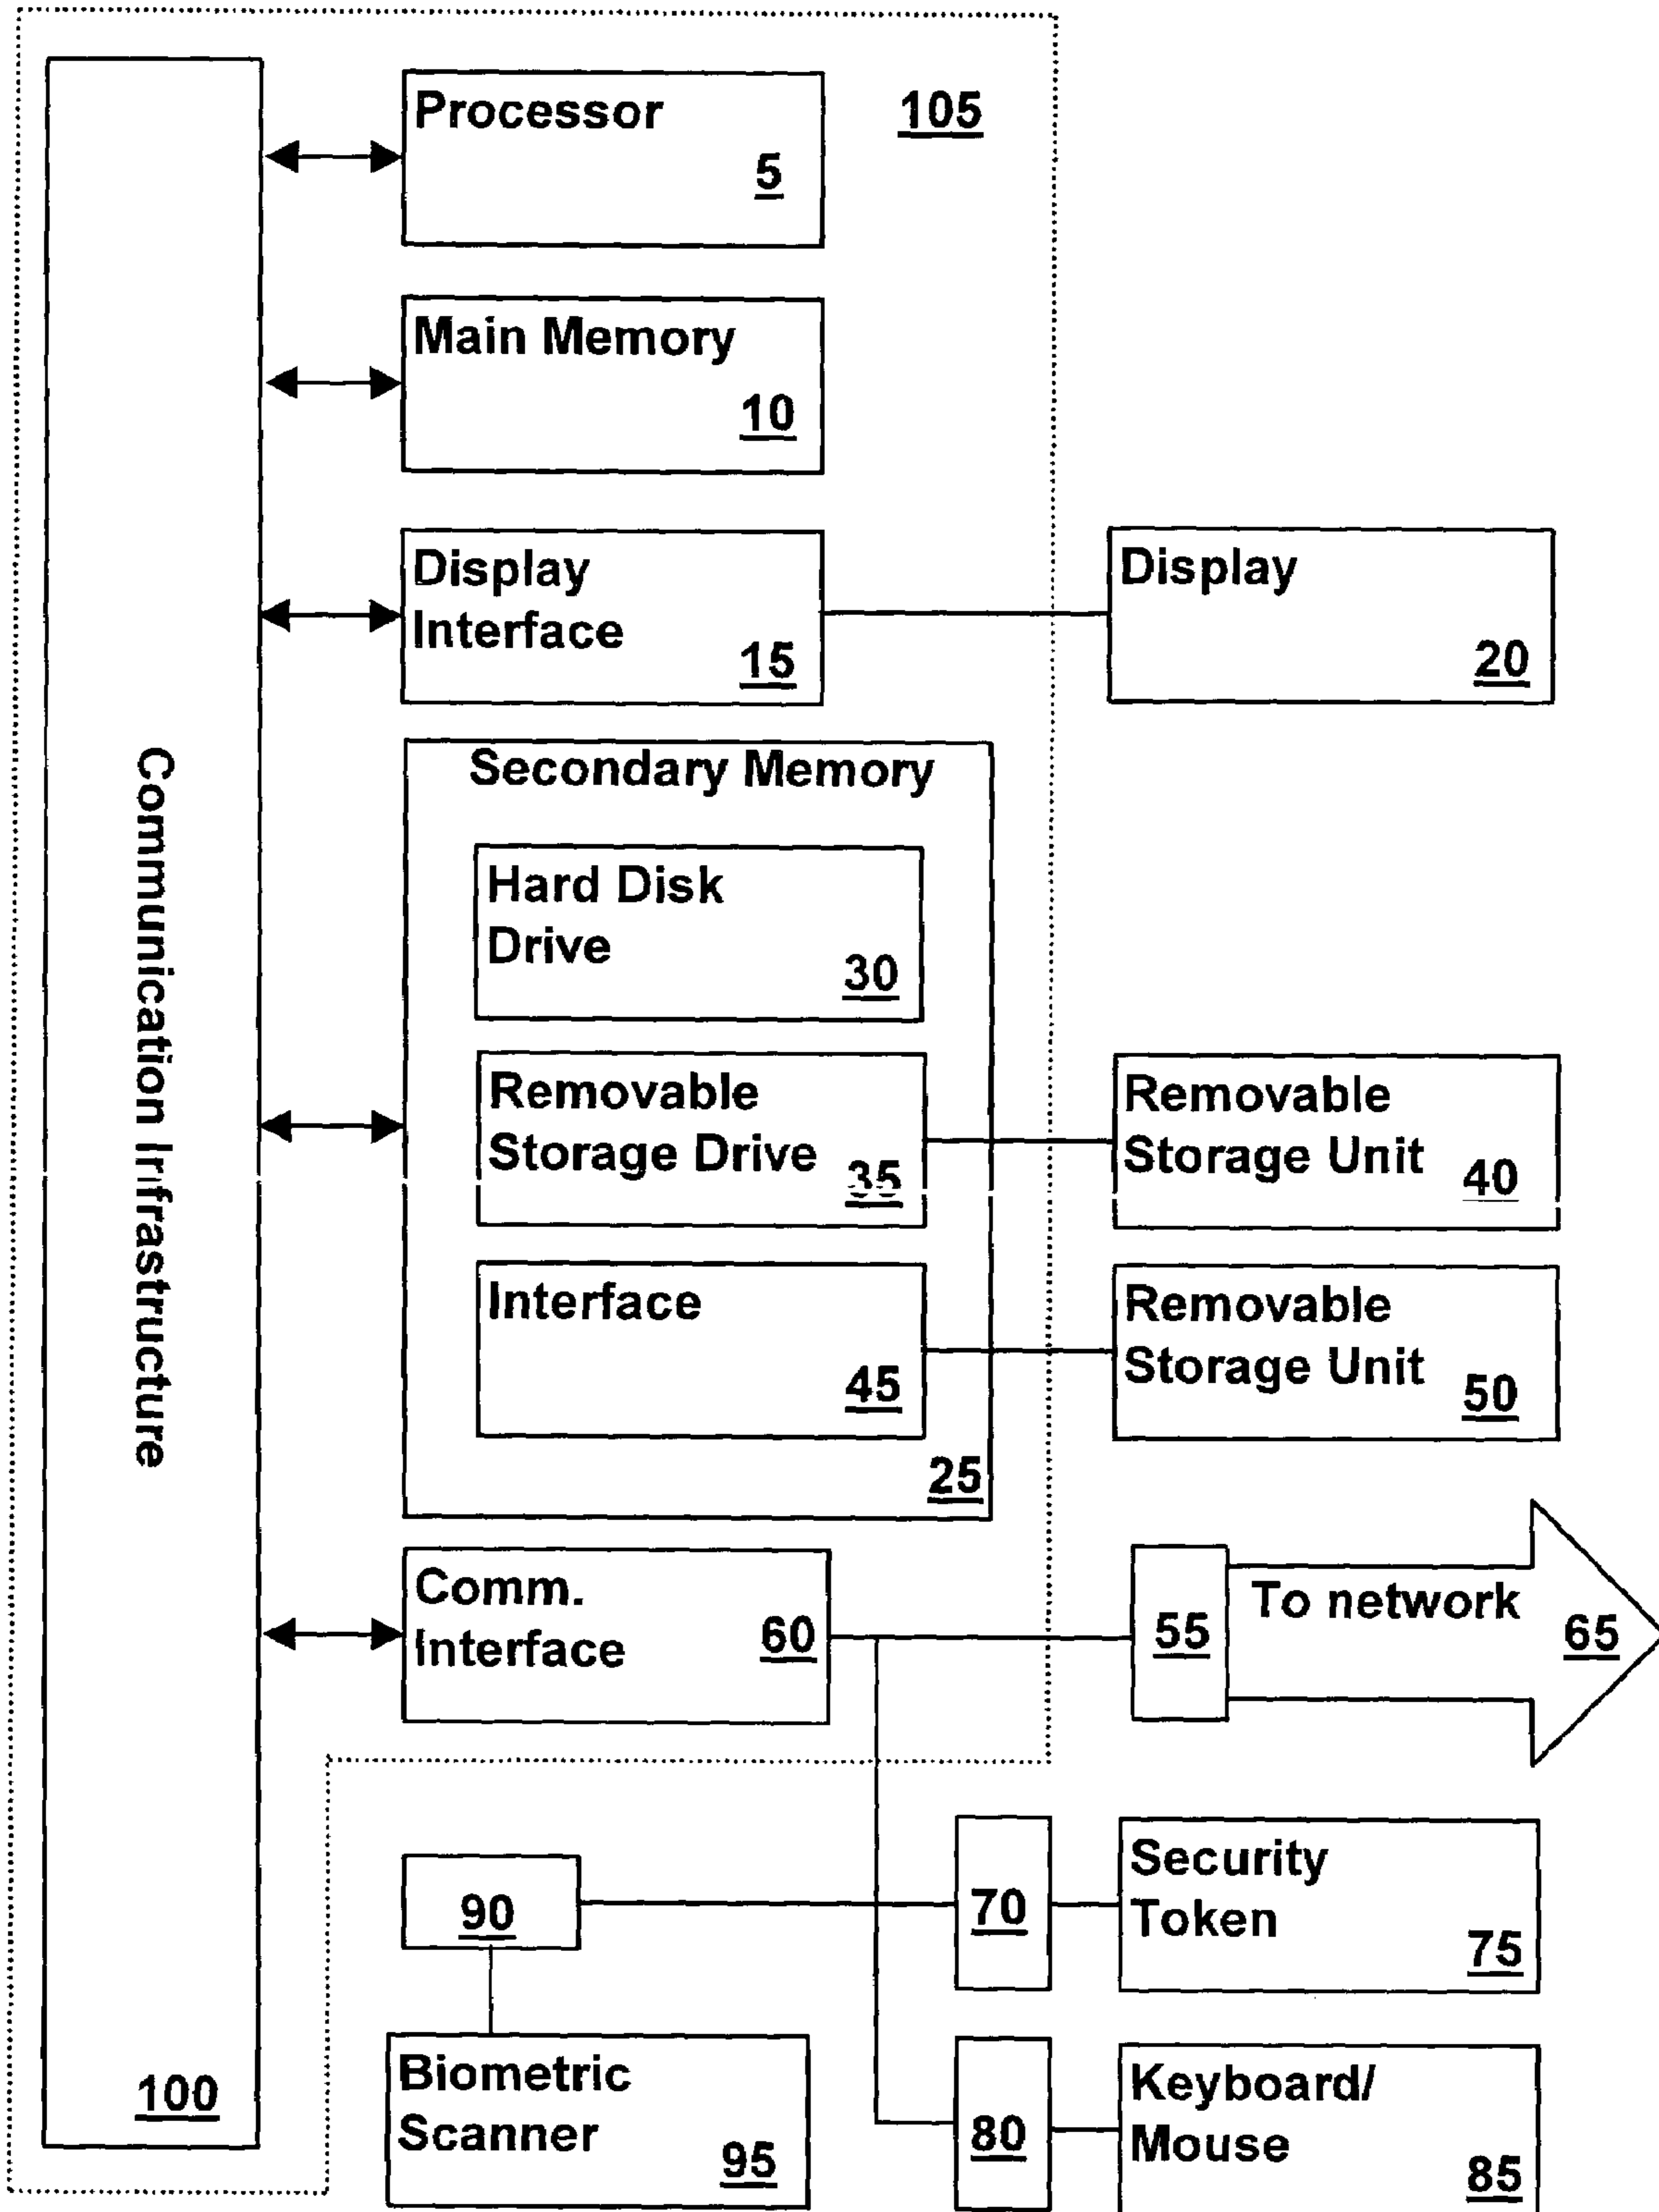 Processor
5
105
Main Memory
10
Display
Interface
15
Display
20
Communication Infrastructure
100
Secondary Memory
Hard Disk
Drive
30
Removable
Storage Drive
35
Removable
Storage Unit
40
Interface
45
Removable
Storage Unit
50
25
Comm.
Interface
60
55
To network
65
90
70
Security
Token
75
Biometric
Scanner
95
80
Keyboard/
Mouse
85